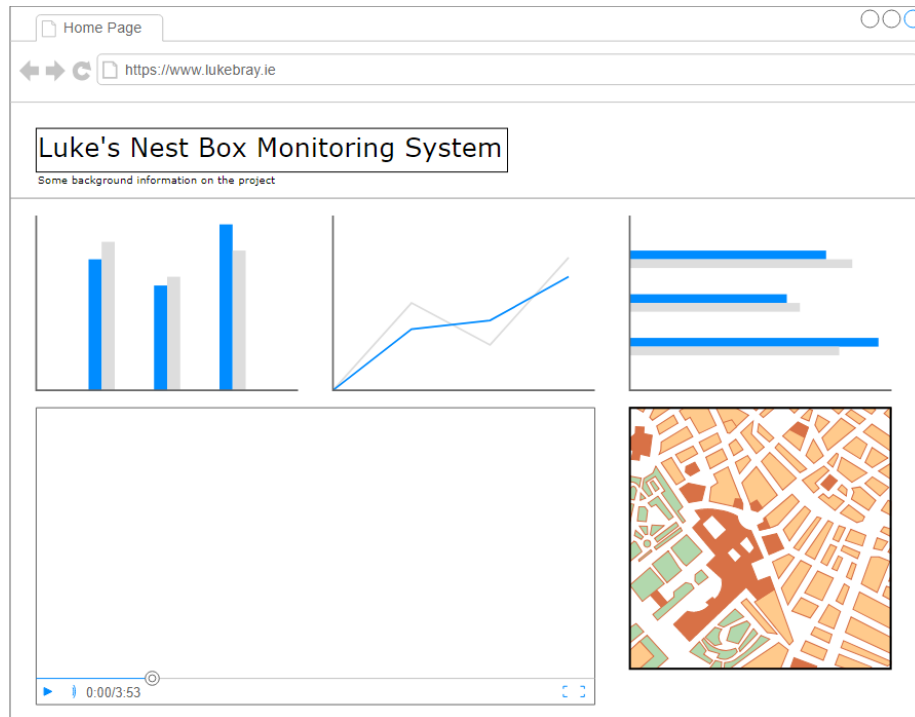 Home Page
https://www.lukebray.ie
Luke's Nest Box Monitoring System
Some background information on the project
0:00/3:53